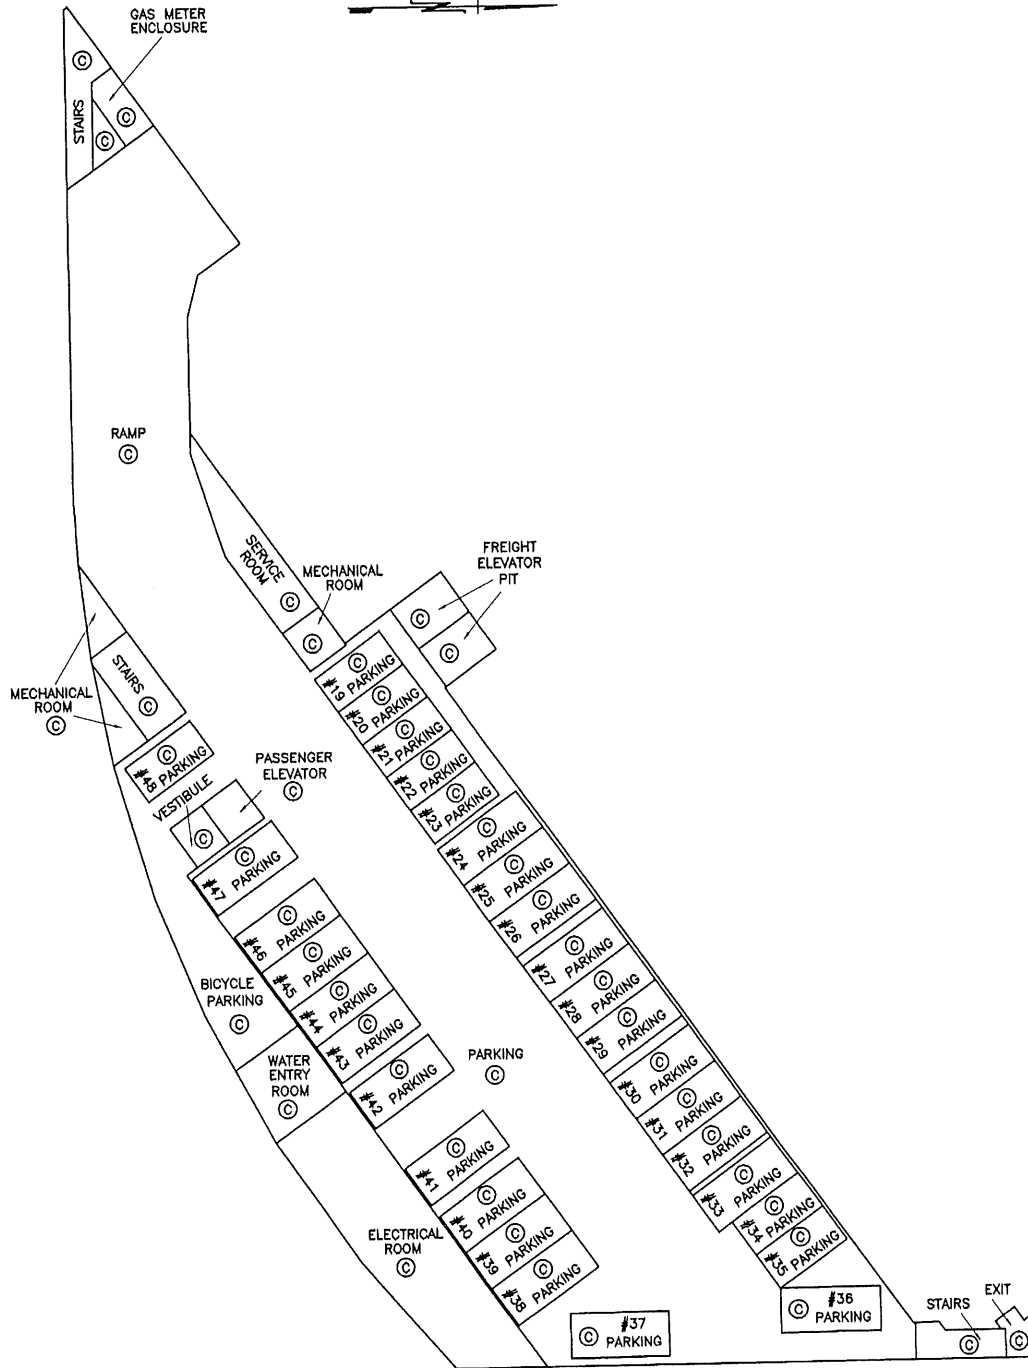 GAS METER
ENCLOSURE
©
©
©
STAIRS
RAMP
©
SERVICE
ROOM
©
MECHANICAL
ROOM
©
FREIGHT
ELEVATOR
PIT
©
©
MECHANICAL
ROOM
©
STAIRS
©
#48 PARKING
©
VESTIBULE
©
PASSENGER
ELEVATOR
©
#19 PARKING
©
#20 PARKING
©
#21 PARKING
©
#22 PARKING
©
#23 PARKING
©
#24 PARKING
©
#25 PARKING
©
#26 PARKING
©
#27 PARKING
©
#28 PARKING
©
#29 PARKING
©
#30 PARKING
©
#31 PARKING
©
#32 PARKING
©
#33 PARKING
©
#34 PARKING
©
#35 PARKING
©
#47 PARKING
©
#46 PARKING
©
#45 PARKING
©
#44 PARKING
©
#43 PARKING
©
#42 PARKING
©
BICYCLE
PARKING
©
WATER
ENTRY
ROOM
©
PARKING
©
#41 PARKING
©
#40 PARKING
©
#39 PARKING
©
#38 PARKING
©
ELECTRICAL
ROOM
©
© #37
PARKING
© #36
PARKING
STAIRS
©
EXIT
©